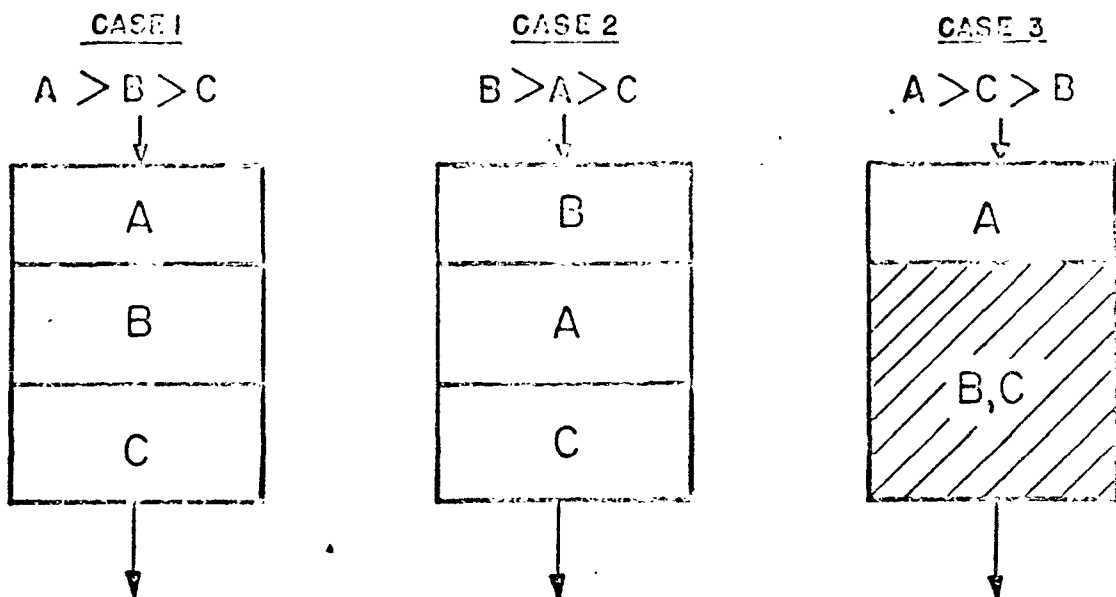 CASE 1
A > B > C
A
B
C
CASE 2
B > A > C
B
A
C
CASE 3
A > C > B
A
B, C